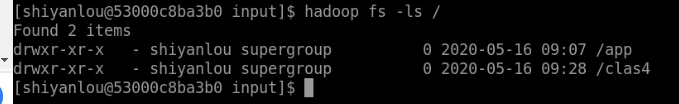 [shiyanlou@53000c8ba3b0 input]$ hadoop fs -ls /
Found 2 items
drwxr-xr-x   - shiyanlou supergroup          0 2020-05-16 09:07 /app
drwxr-xr-x   - shiyanlou supergroup          0 2020-05-16 09:28 /clas4
[shiyanlou@53000c8ba3b0 input]$